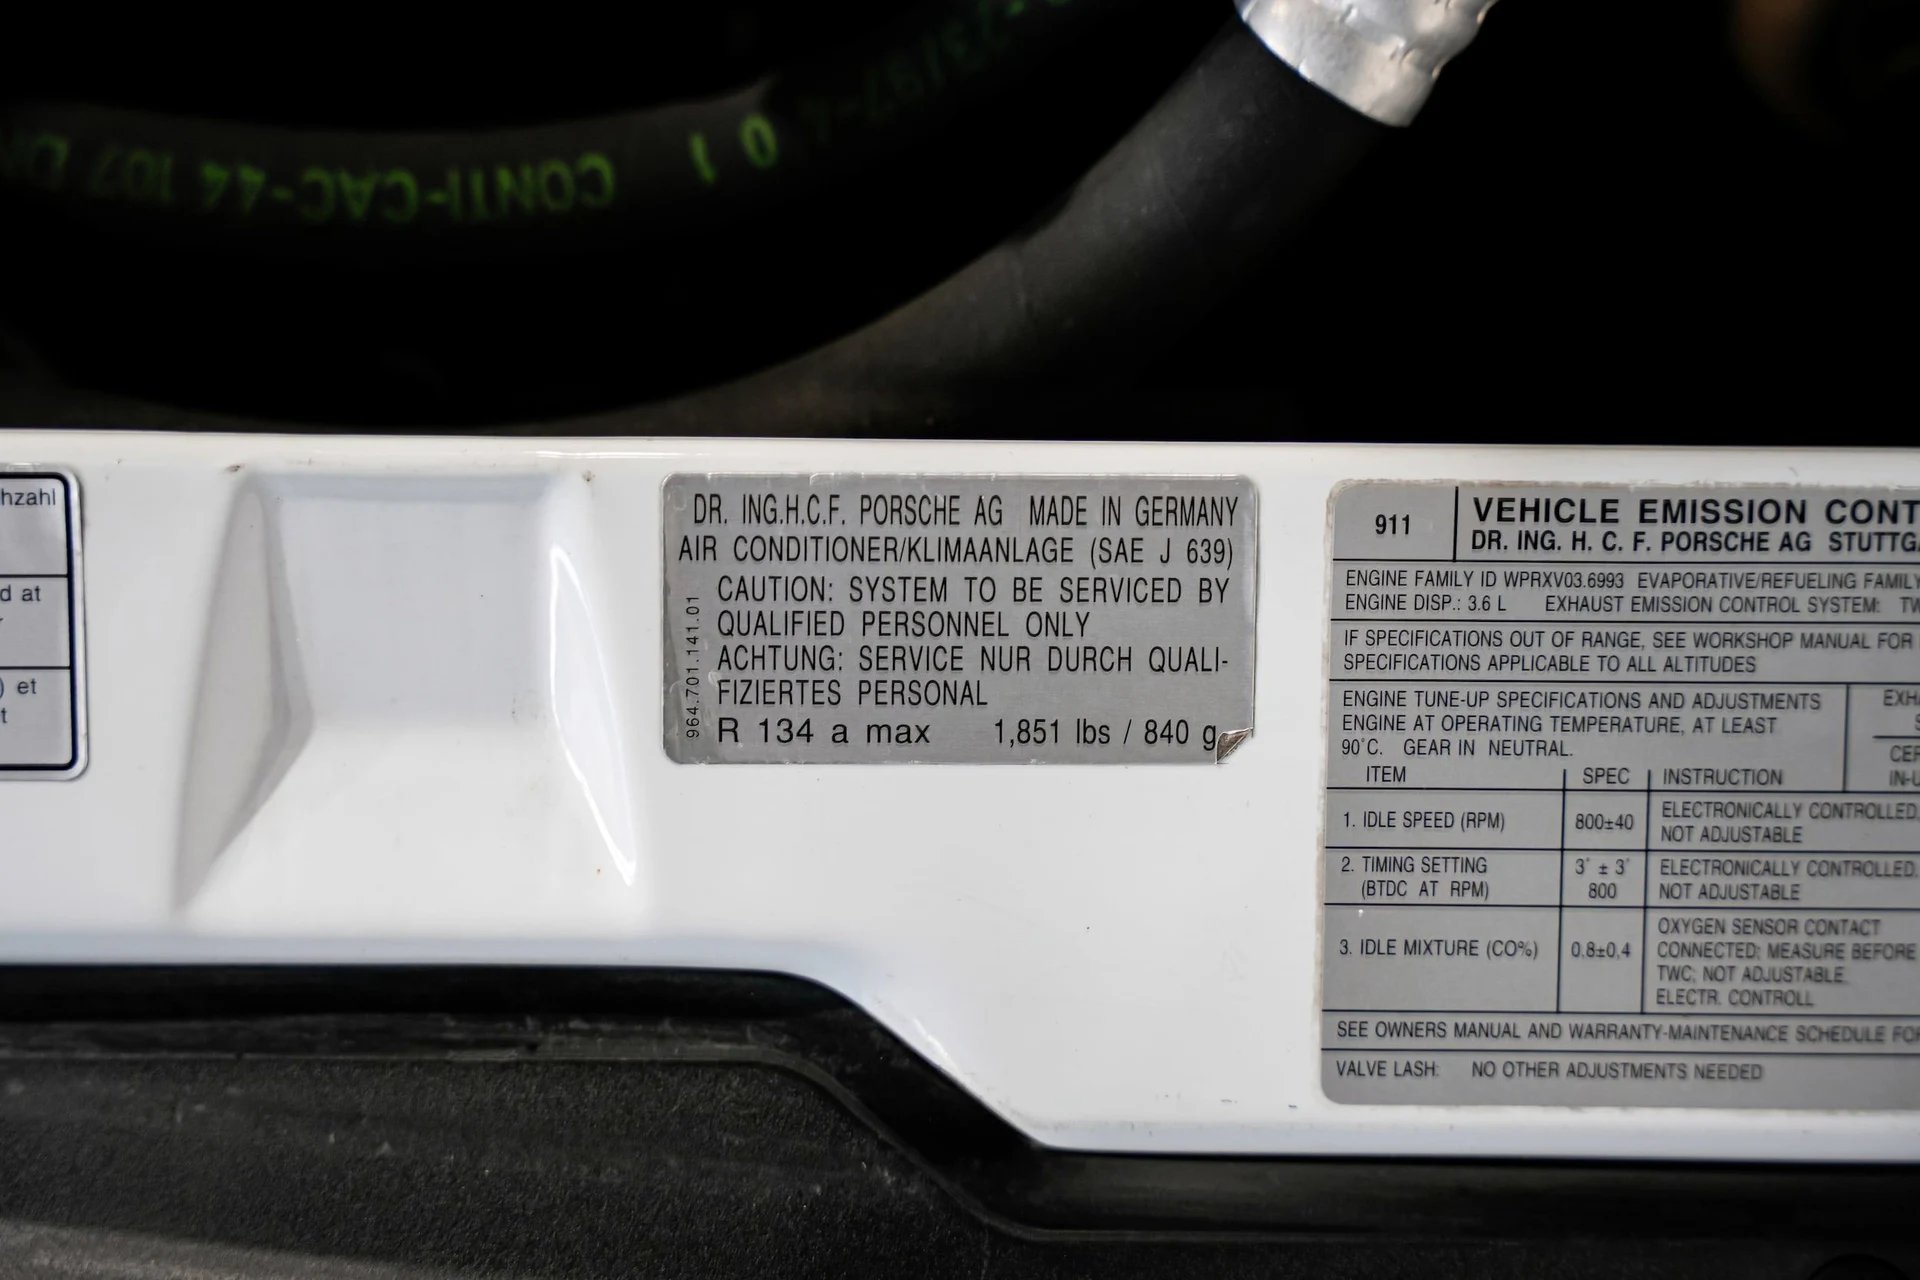 CONTI-CAC-44 107
01
hzahl
d at
) et
t
DR. ING.H.C.F. PORSCHE AG MADE IN GERMANY
AIR CONDITIONER/KLIMAANLAGE (SAE J 639)
CAUTION: SYSTEM TO BE SERVICED BY
QUALIFIED PERSONNEL ONLY
ACHTUNG: SERVICE NUR DURCH QUALI-
FIZIERTES PERSONAL
R 134 a max 1,851 lbs / 840 g
964.701.141.01
911
VEHICLE EMISSION CONT
DR. ING. H. C. F. PORSCHE AG STUTTGA
ENGINE FAMILY ID WPRXV03.6993 EVAPORATIVE/REFUELING FAMILY
ENGINE DISP.: 3.6 L EXHAUST EMISSION CONTROL SYSTEM: TW
IF SPECIFICATIONS OUT OF RANGE, SEE WORKSHOP MANUAL FOR
SPECIFICATIONS APPLICABLE TO ALL ALTITUDES
ENGINE TUNE-UP SPECIFICATIONS AND ADJUSTMENTS
ENGINE AT OPERATING TEMPERATURE, AT LEAST
90°C. GEAR IN NEUTRAL.
EXHA
S
CER
IN-U
ITEM SPEC INSTRUCTION
1. IDLE SPEED (RPM) 800±40 ELECTRONICALLY CONTROLLED.
NOT ADJUSTABLE
2. TIMING SETTING 3° ± 3° ELECTRONICALLY CONTROLLED.
(BTDC AT RPM) 800 NOT ADJUSTABLE
3. IDLE MIXTURE (CO%) 0.8±0.4 OXYGEN SENSOR CONTACT
CONNECTED; MEASURE BEFORE
TWC; NOT ADJUSTABLE.
ELECTR. CONTROLL
SEE OWNERS MANUAL AND WARRANTY-MAINTENANCE SCHEDULE FOR
VALVE LASH: NO OTHER ADJUSTMENTS NEEDED